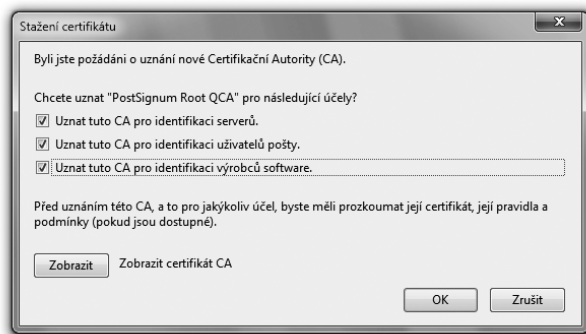 Stažení certifikátu
Byli jste požádáni o uznání nové Certifikační Autority (CA).
Chcete uznat "PostSignum Root QCA" pro následující účely?
Uznat tuto CA pro identifikaci serverů.
Uznat tuto CA pro identifikaci uživatelů pošty.
Uznat tuto CA pro identifikaci výrobců software.
Před uznáním této CA, a to pro jakýkoliv účel, byste měli prozkoumat její certifikát, její pravidla a
podmínky (pokud jsou dostupné).
Zobrazit Zobrazit certifikát CA
OK Zrušit